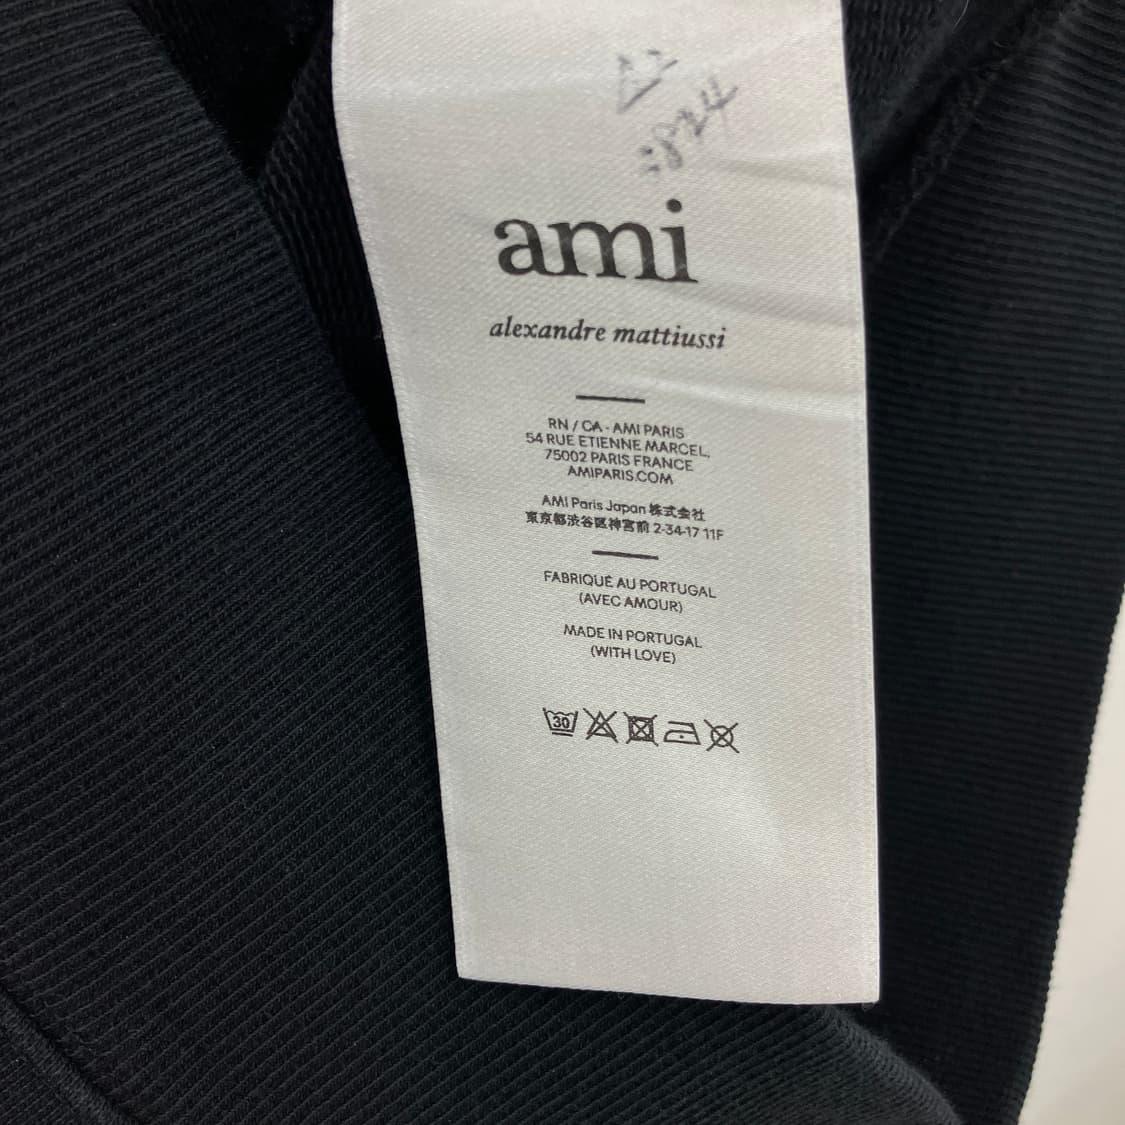 ami
alexandre mattiussi
RN / CA - AMI PARIS
54 RUE ETIENNE MARCEL,
75002 PARIS FRANCE
AMIPARIS.COM
AMI Paris Japan 株式会社
東京都渋谷区神宮前 2-34-17 11F
FABRIQUÉ AU PORTUGAL
(AVEC AMOUR)
MADE IN PORTUGAL
(WITH LOVE)
30